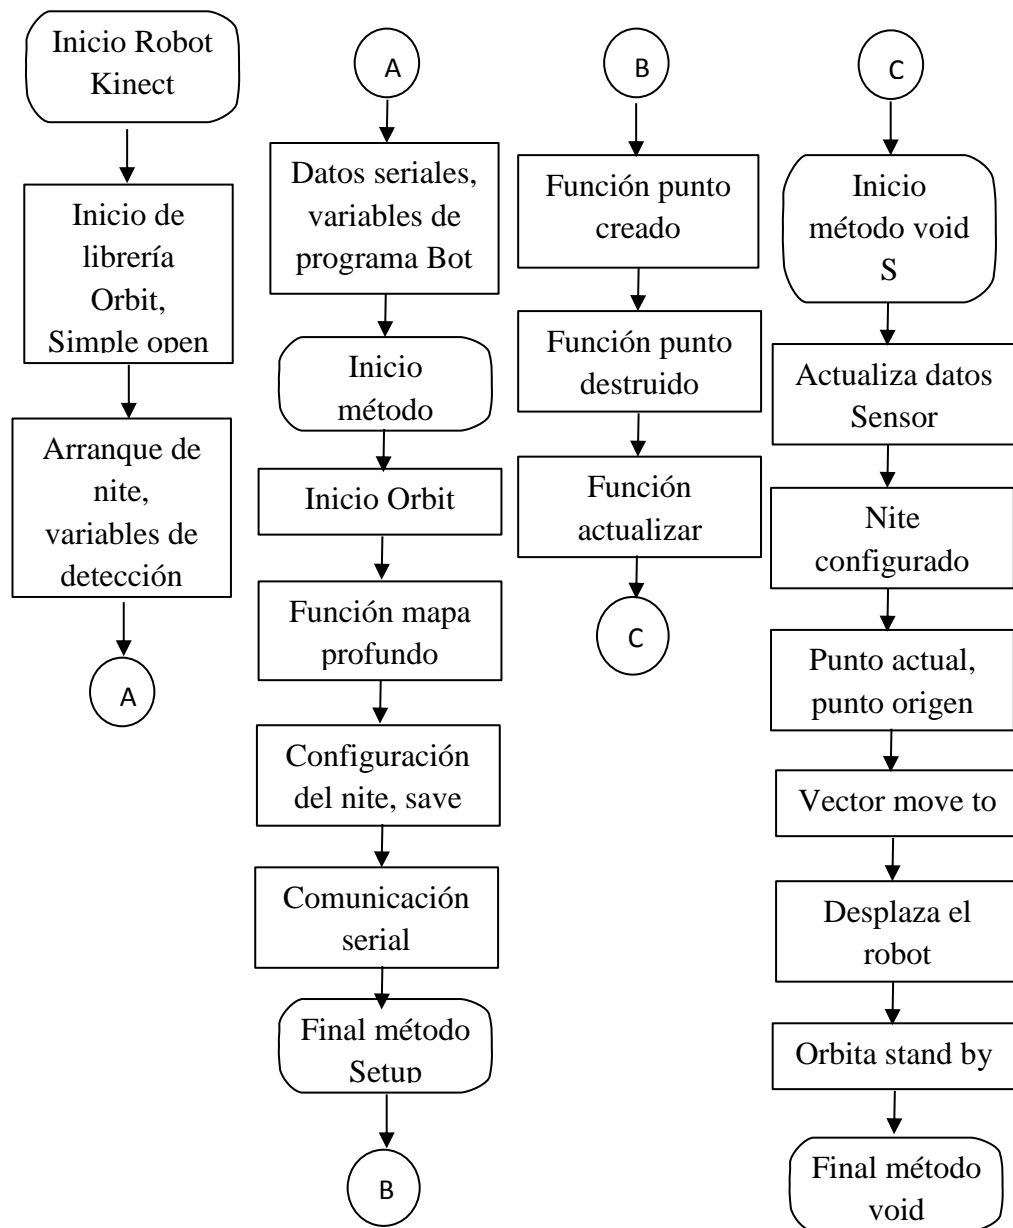 Inicio Robot
Kinect
Inicio de
librería
Orbit,
Simple open
Arranque de
nite,
variables de
detección
A
A
Datos seriales,
variables de
programa Bot
Inicio
método
Inicio Orbit
Función mapa
profundo
Configuración
del nite, save
Comunicación
serial
Final método
Setup
B
B
Función punto
creado
Función punto
destruido
Función
actualizar
C
C
Inicio
método void
S
Actualiza datos
Sensor
Nite
configurado
Punto actual,
punto origen
Vector move to
Desplaza el
robot
Orbita stand by
Final método
void